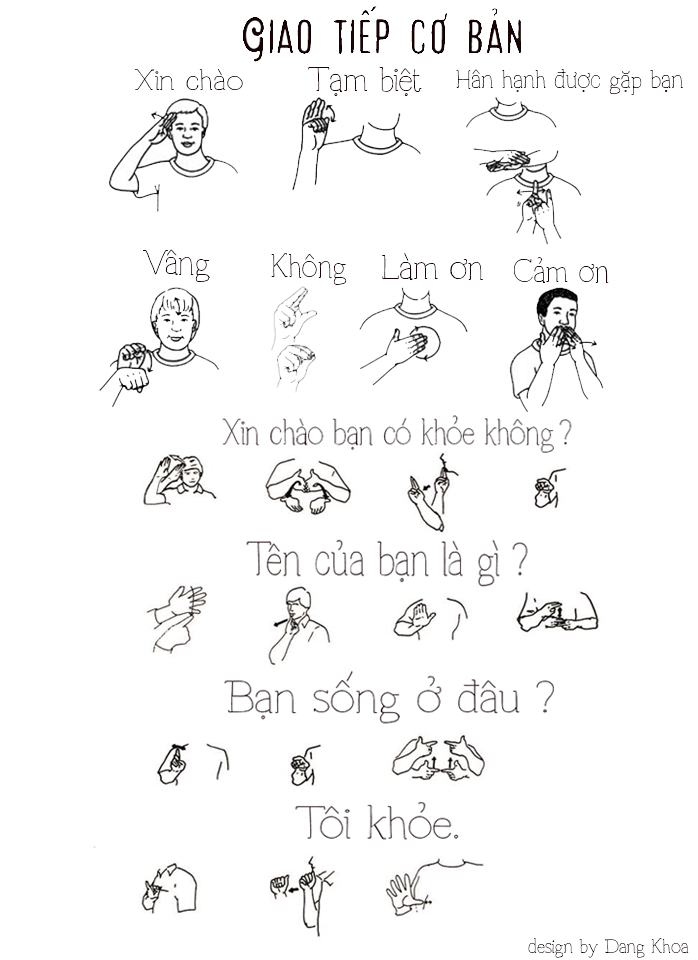 GIAO TIẾP CƠ BẢN
Xin chào Tạm biệt Hân hạnh được gặp bạn
Vâng Không Làm ơn Cảm ơn
Xin chào bạn có khỏe không ?
Tên của bạn là gì ?
Bạn sống ở đâu ?
Tôi khỏe.
design by Dang Khoa